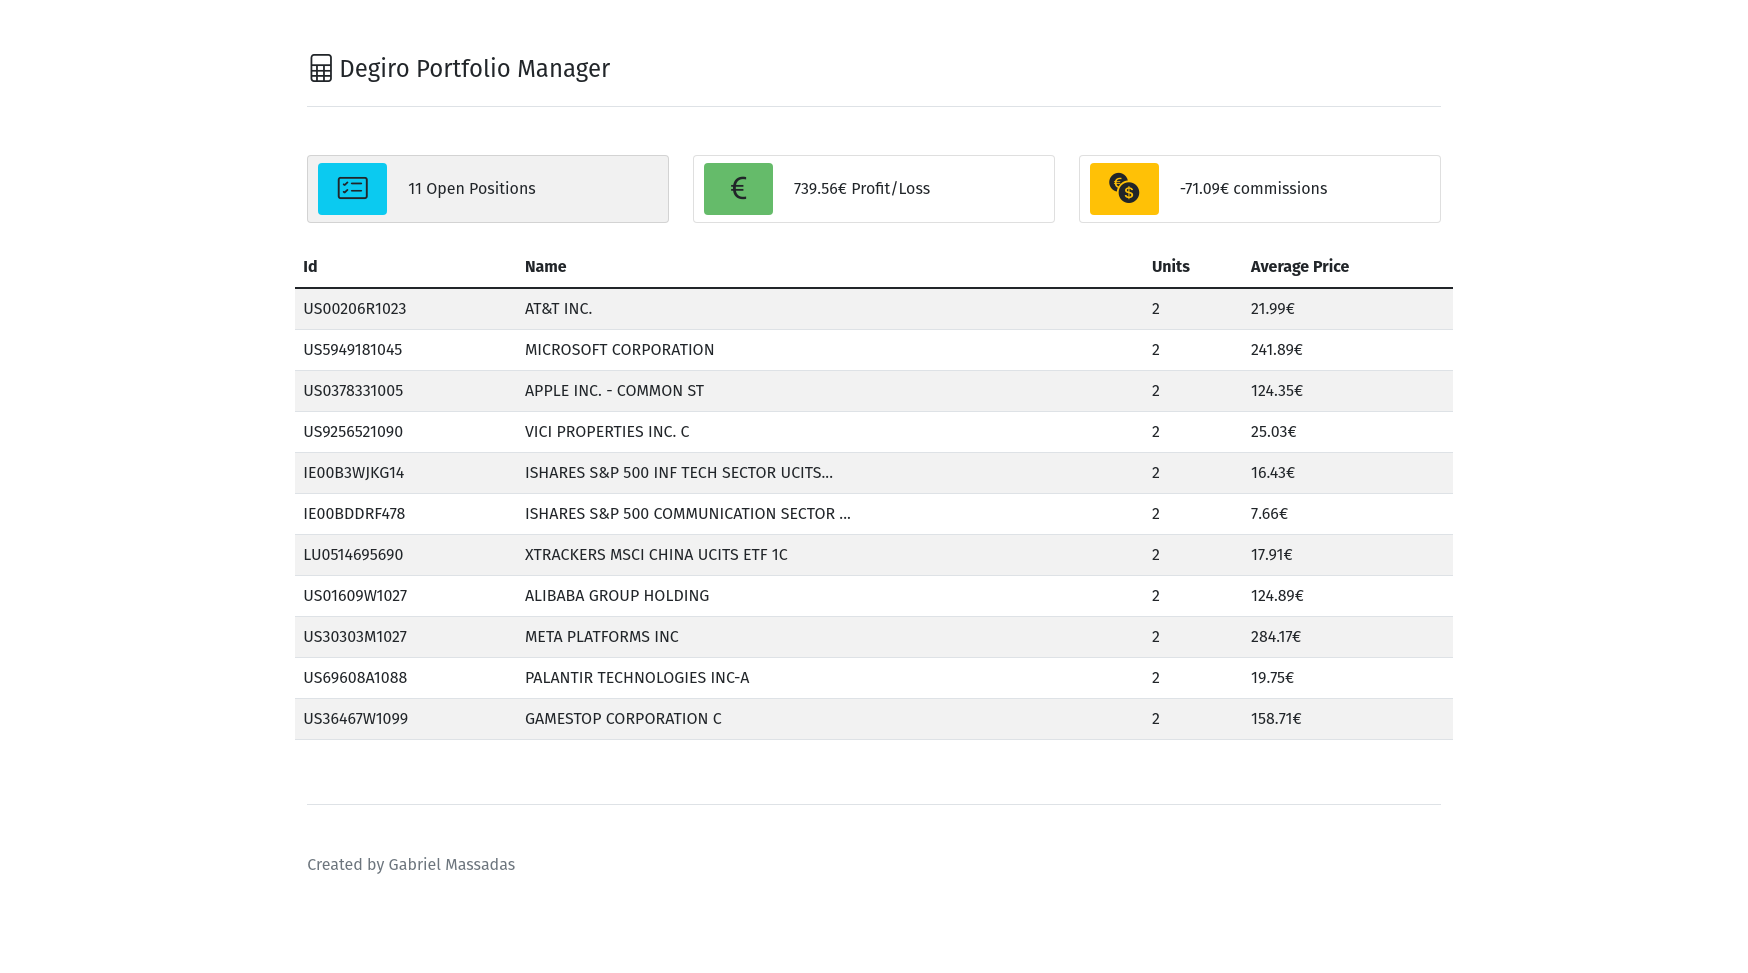 Degiro Portfolio Manager
11 Open Positions
739.56€ Profit/Loss
-71.09€ commissions
Id Name Units Average Price
US00206R1023 AT&T INC. 2 21.99€
US5949181045 MICROSOFT CORPORATION 2 241.89€
US0378331005 APPLE INC. - COMMON ST 2 124.35€
US9256521090 VICI PROPERTIES INC. C 2 25.03€
IE00B3WJKG14 ISHARES S&P 500 INF TECH SECTOR UCITS... 2 16.43€
IE00BDDRF478 ISHARES S&P 500 COMMUNICATION SECTOR ... 2 7.66€
LU0514695690 XTRACKERS MSCI CHINA UCITS ETF 1C 2 17.91€
US01609W1027 ALIBABA GROUP HOLDING 2 124.89€
US30303M1027 META PLATFORMS INC 2 284.17€
US69608A1088 PALANTIR TECHNOLOGIES INC-A 2 19.75€
US36467W1099 GAMESTOP CORPORATION C 2 158.71€
Created by Gabriel Massadas